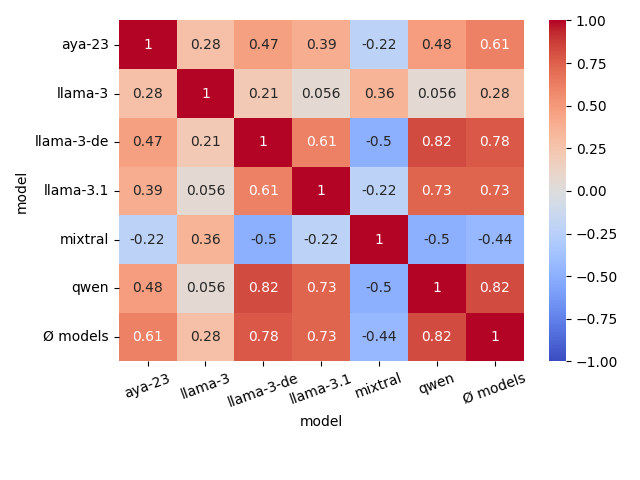 aya-23 1 0.28 0.47 0.39 -0.22 0.48 0.61
llama-3 0.28 1 0.21 0.056 0.36 0.056 0.28
llama-3-de 0.47 0.21 1 0.61 -0.5 0.82 0.78
llama-3.1 0.39 0.056 0.61 1 -0.22 0.73 0.73
mixtral -0.22 0.36 -0.5 -0.22 1 -0.5 -0.44
qwen 0.48 0.056 0.82 0.73 -0.5 1 0.82
Ø models 0.61 0.28 0.78 0.73 -0.44 0.82 1
model
aya-23 llama-3 llama-3-de llama-3.1 mixtral qwen Ø models
model
1.00
0.75
0.50
0.25
0.00
-0.25
-0.50
-0.75
-1.00